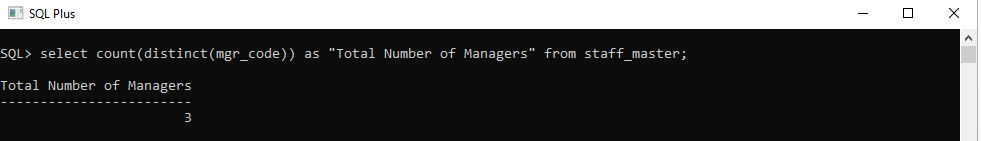 SQL Plus
SQL> select count(distinct(mgr_code)) as "Total Number of Managers" from staff_master;
Total Number of Managers
------------------------
3